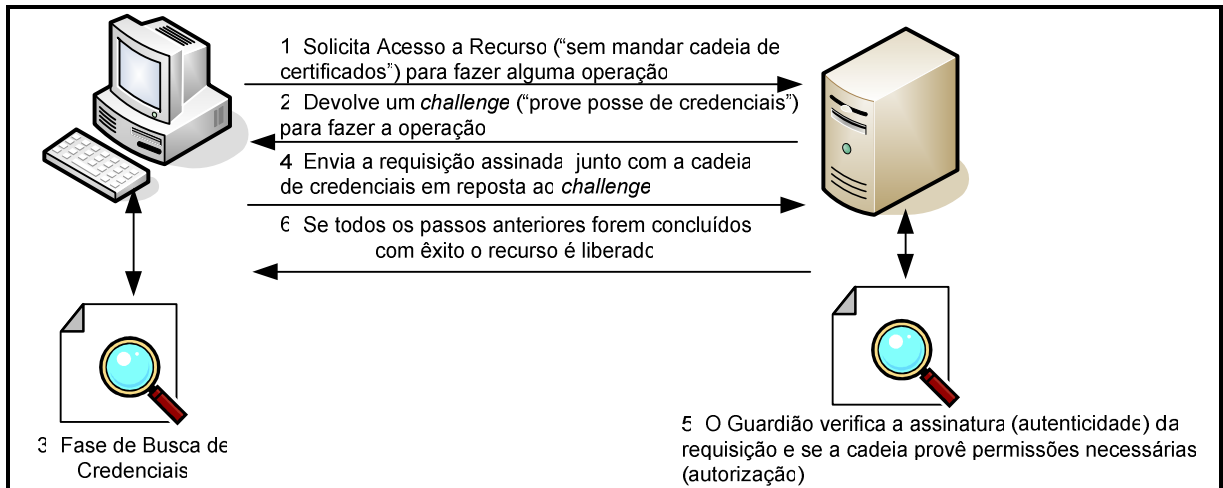 1 Solicita Acesso a Recurso (“sem mandar cadeia de
certificados”) para fazer alguma operação
2 Devolve um challenge (“prove posse de credenciais”)
para fazer a operação
4 Envia a requisição assinada junto com a cadeia
de credenciais em reposta ao challenge
6 Se todos os passos anteriores forem concluídos
com êxito o recurso é liberado
3 Fase de Busca de
Credenciais
5 O Guardião verifica a assinatura (autenticidade) da
requisição e se a cadeia provê permissões necessárias
(autorização)